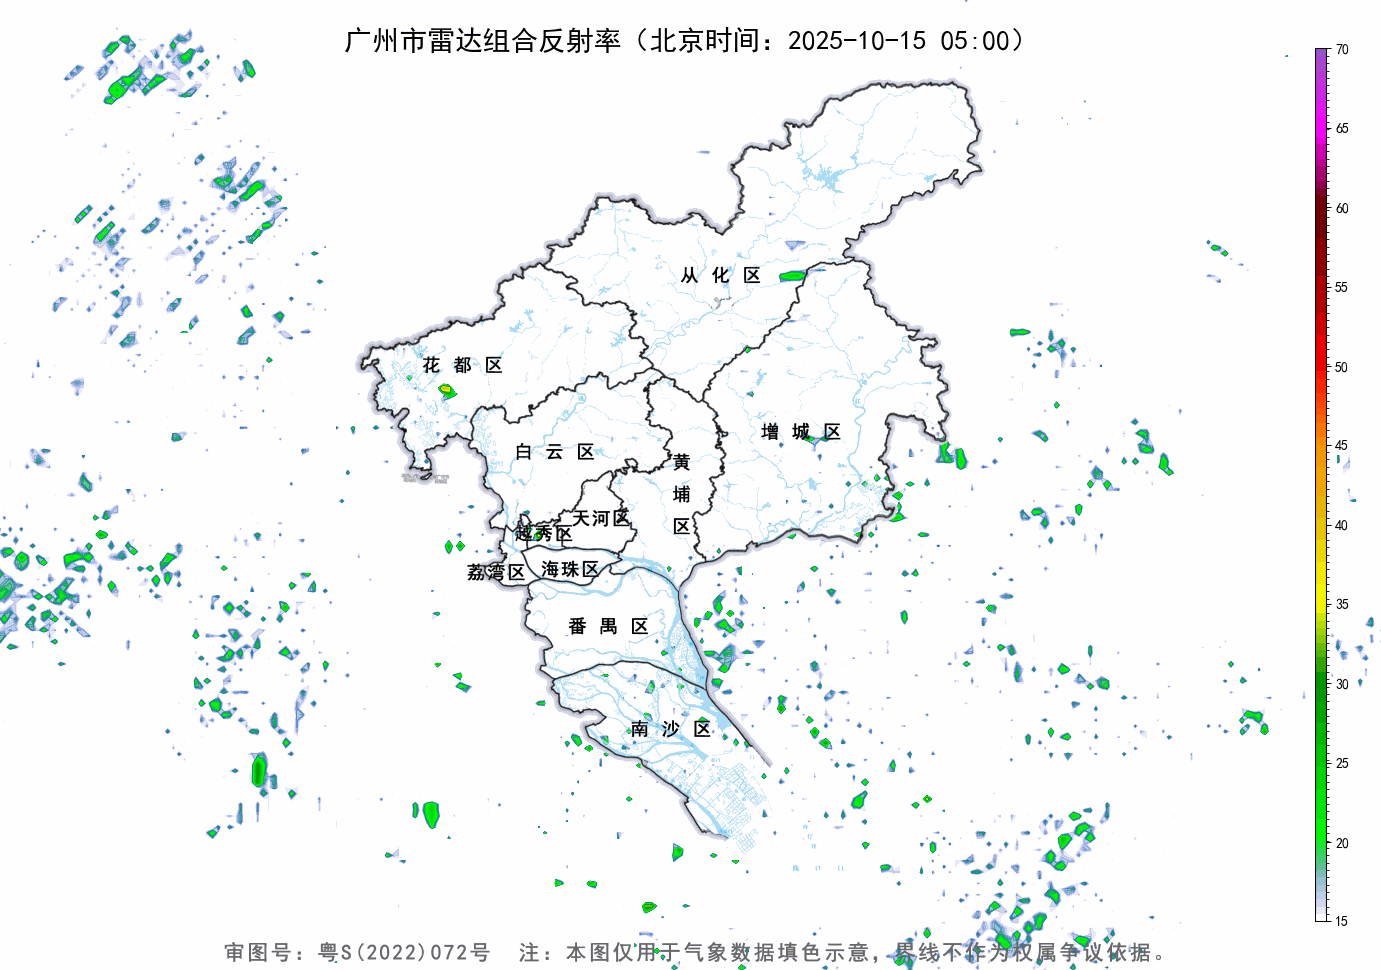 广州市雷达组合反射率（北京时间：2025-10-15 05:00）
70
65
60
55
50
45
40
35
30
25
20
15
从化区
花都区
增城区
白云区
黄埔区
天河区
越秀区
荔湾区
海珠区
番禺区
南沙区
审图号：粤S(2022)072号 注：本图仅用于气象数据填色示意，界线不作为权属争议依据。